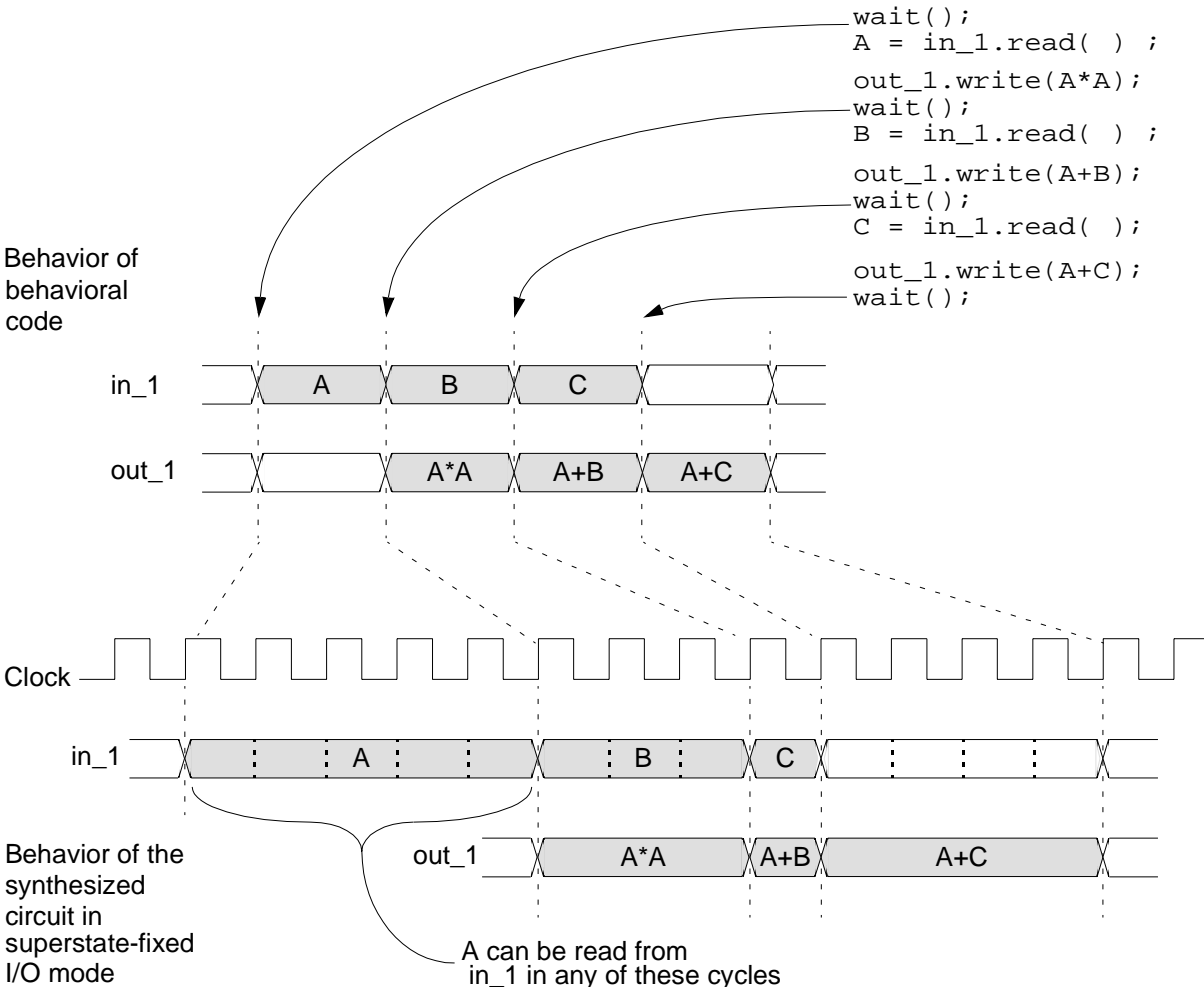 wait();
A = in_1.read( ) ;
out_1.write(A*A);
wait();
B = in_1.read( ) ;
out_1.write(A+B);
wait();
C = in_1.read( );
out_1.write(A+C);
wait();
Behavior of
behavioral
code
in_1 A B C
out_1 A*A A+B A+C
Clock
in_1 A B C
out_1 A*A A+B A+C
Behavior of the
synthesized
circuit in
superstate-fixed
I/O mode
A can be read from
in_1 in any of these cycles